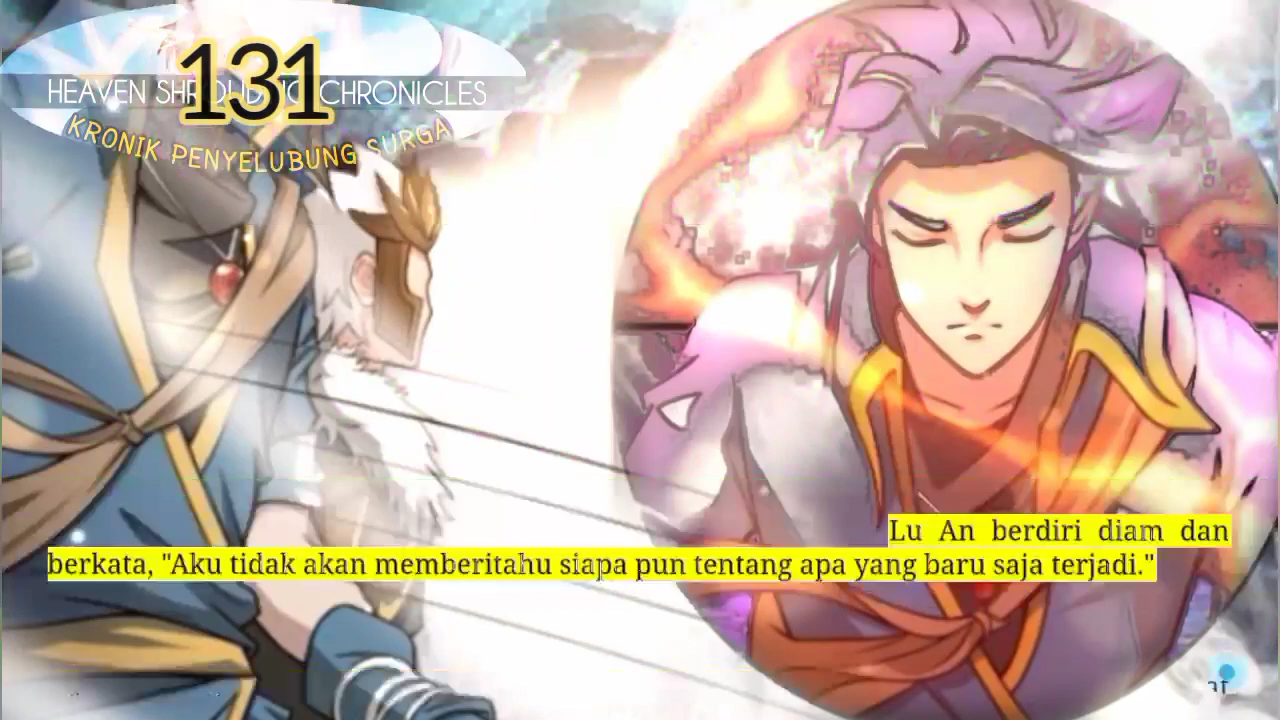 131
HEAVEN SHROUDING CHRONICLES
KRONIK PENYELUBUNG SURGA
Lu An berdiri diam dan
berkata, "Aku tidak akan memberitahu siapa pun tentang apa yang baru saja terjadi."